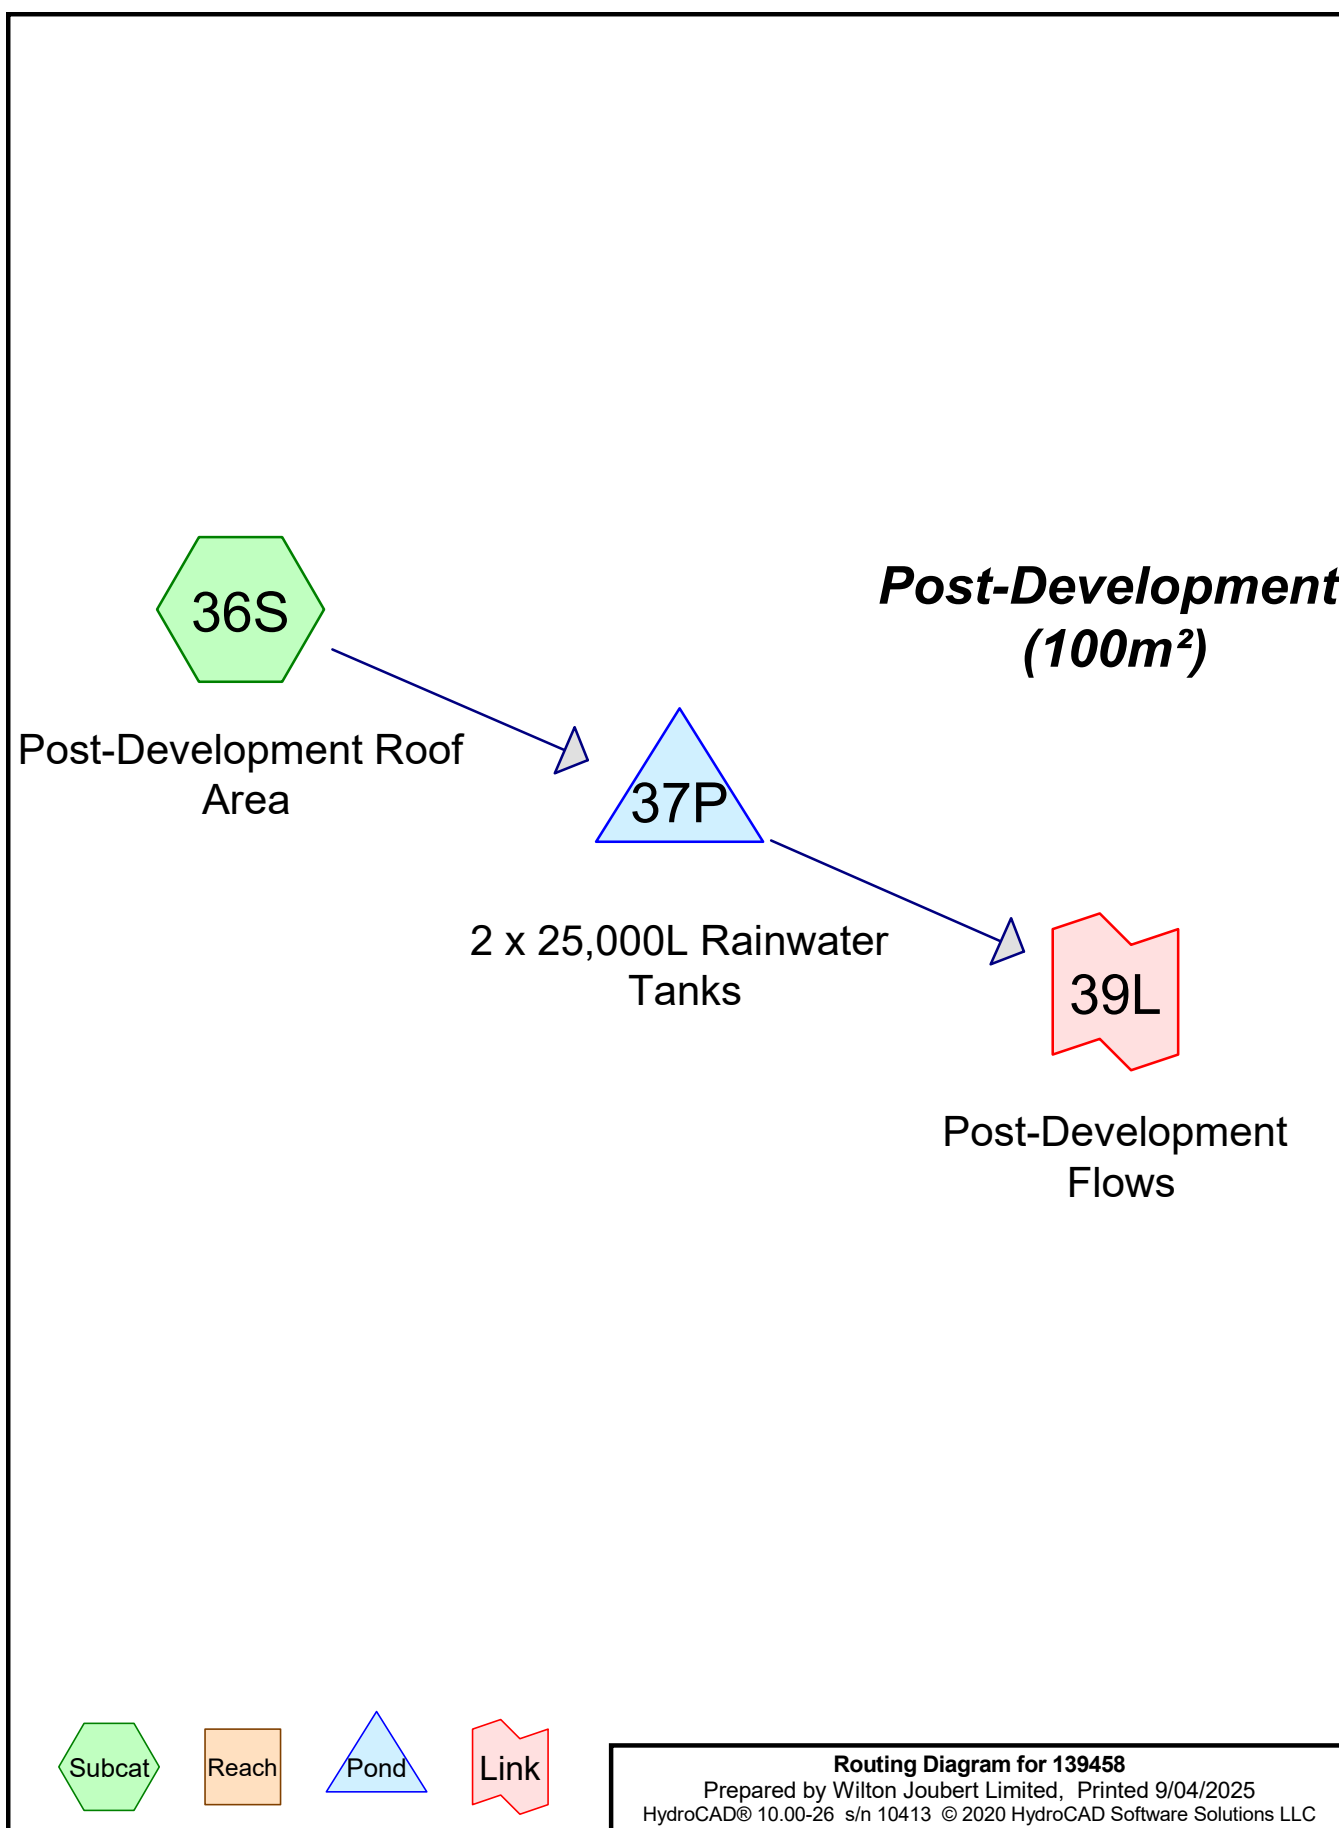 36S
Post-Development Roof
Area
Post-Development
(100m²)
37P
2 x 25,000L Rainwater
Tanks
39L
Post-Development
Flows
Subcat
Reach
Pond
Link
Routing Diagram for 139458
Prepared by Wilton Joubert Limited, Printed 9/04/2025
HydroCAD® 10.00-26 s/n 10413 © 2020 HydroCAD Software Solutions LLC